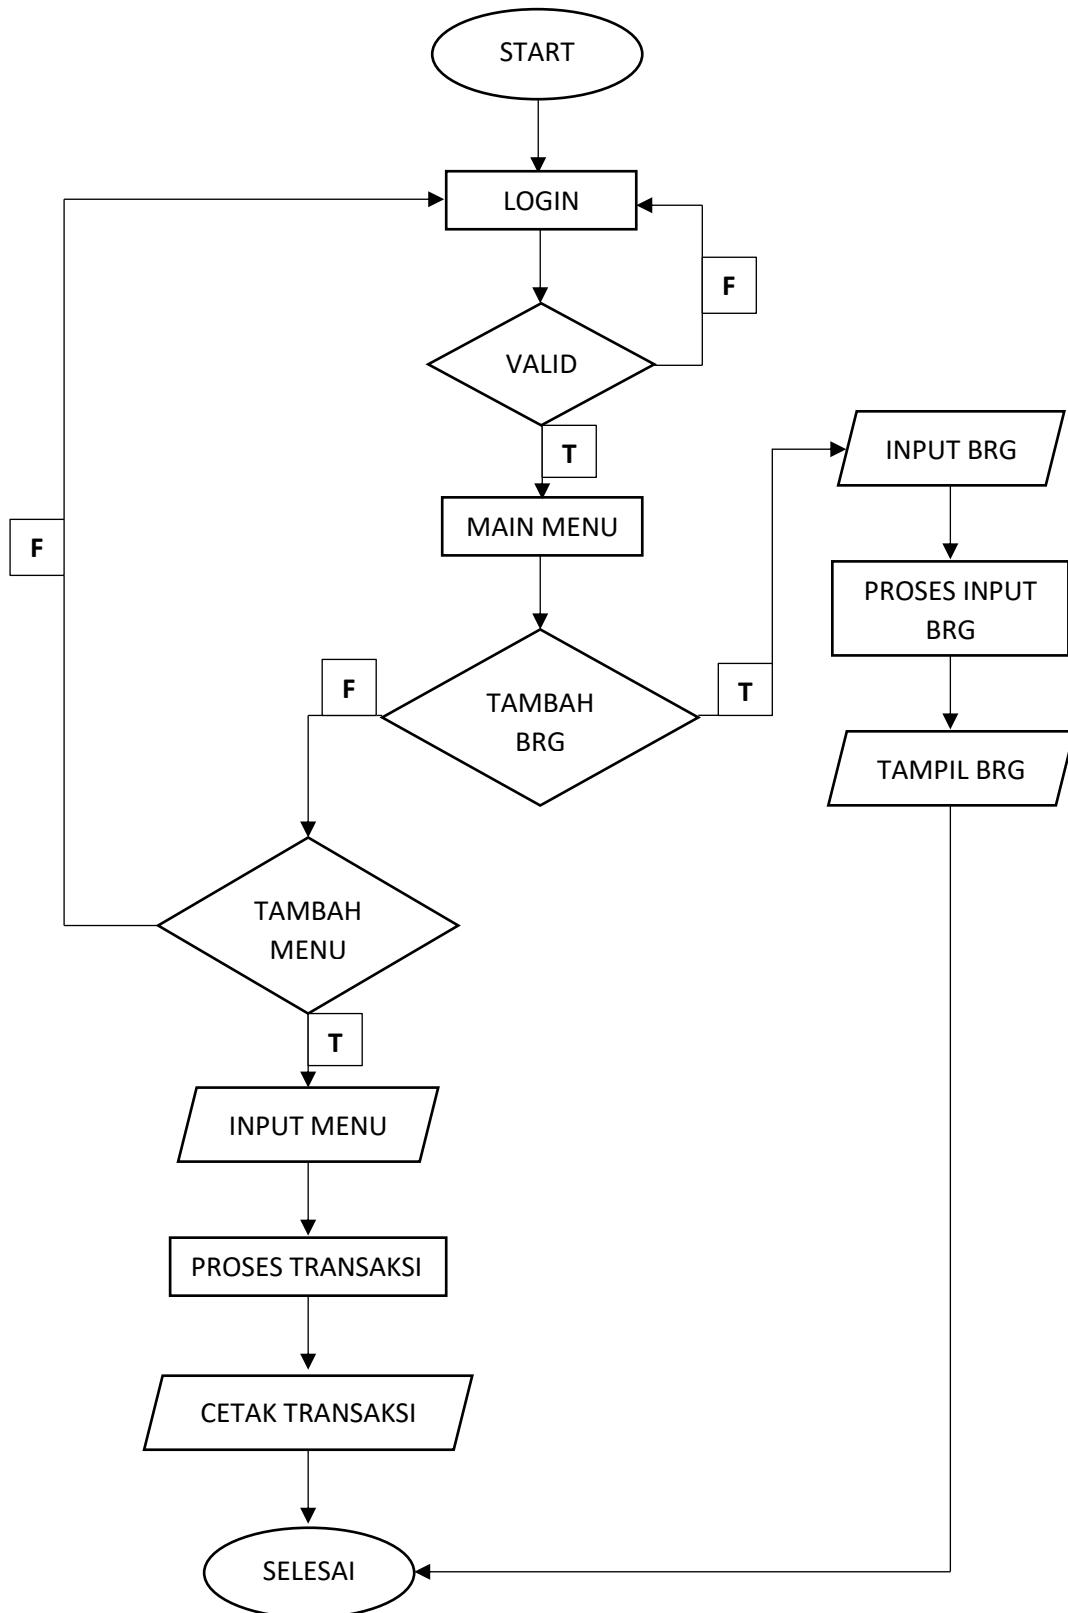 START
LOGIN
F
VALID
T
INPUT BRG
MAIN MENU
F
PROSES INPUT
BRG
F
T
TAMBAH
BRG
TAMPIL BRG
TAMBAH
MENU
T
INPUT MENU
PROSES TRANSAKSI
CETAK TRANSAKSI
SELESAI